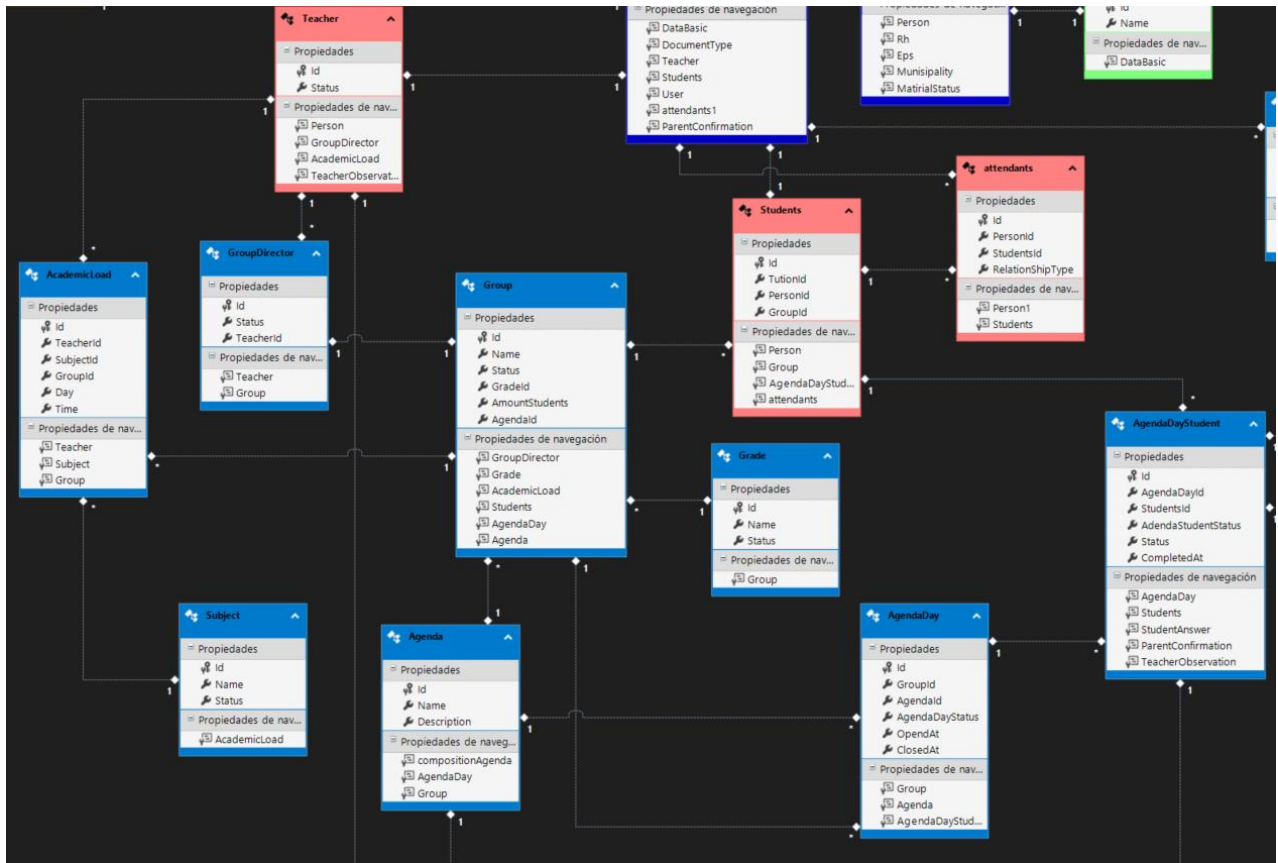 Teacher
Propiedades
Id
Status
Propiedades de nav...
Person
GroupDirector
AcademicLoad
TeacherObservat...
Propiedades de navegación
DataBasic
DocumentType
Teacher
Students
User
attendants1
ParentConfirmation
Person
Rh
Eps
Munisipality
MatirialStatus
Id
Name
Propiedades de nav...
DataBasic
attendants
Propiedades
Id
PersonId
StudentsId
RelationShipType
Propiedades de nav...
Person1
Students
Students
Propiedades
Id
TutionId
PersonId
GroupId
Propiedades de nav...
Person
Group
AgendaDayStud...
attendants
GroupDirector
Propiedades
Id
Status
TeacherId
Propiedades de nav...
Teacher
Group
AcademicLoad
Propiedades
Id
TeacherId
SubjectId
GroupId
Day
Time
Propiedades de nav...
Teacher
Subject
Group
Group
Propiedades
Id
Name
Status
GradeId
AmountStudents
AgendaId
Propiedades de navegación
GroupDirector
Grade
AcademicLoad
Students
AgendaDay
Agenda
Grade
Propiedades
Id
Name
Status
Propiedades de nav...
Group
AgendaDayStudent
Propiedades
Id
AgendaDayId
StudentsId
AdendaStudentStatus
Status
CompletedAt
Propiedades de navegación
AgendaDay
Students
StudentAnswer
ParentConfirmation
TeacherObservation
Subject
Propiedades
Id
Name
Status
Propiedades de nav...
AcademicLoad
Agenda
Propiedades
Id
Name
Description
Propiedades de naveg...
compositionAgenda
AgendaDay
Group
AgendaDay
Propiedades
Id
GroupId
AgendaId
AgendaDayStatus
OpendAt
ClosedAt
Propiedades de nav...
Group
Agenda
AgendaDayStud...